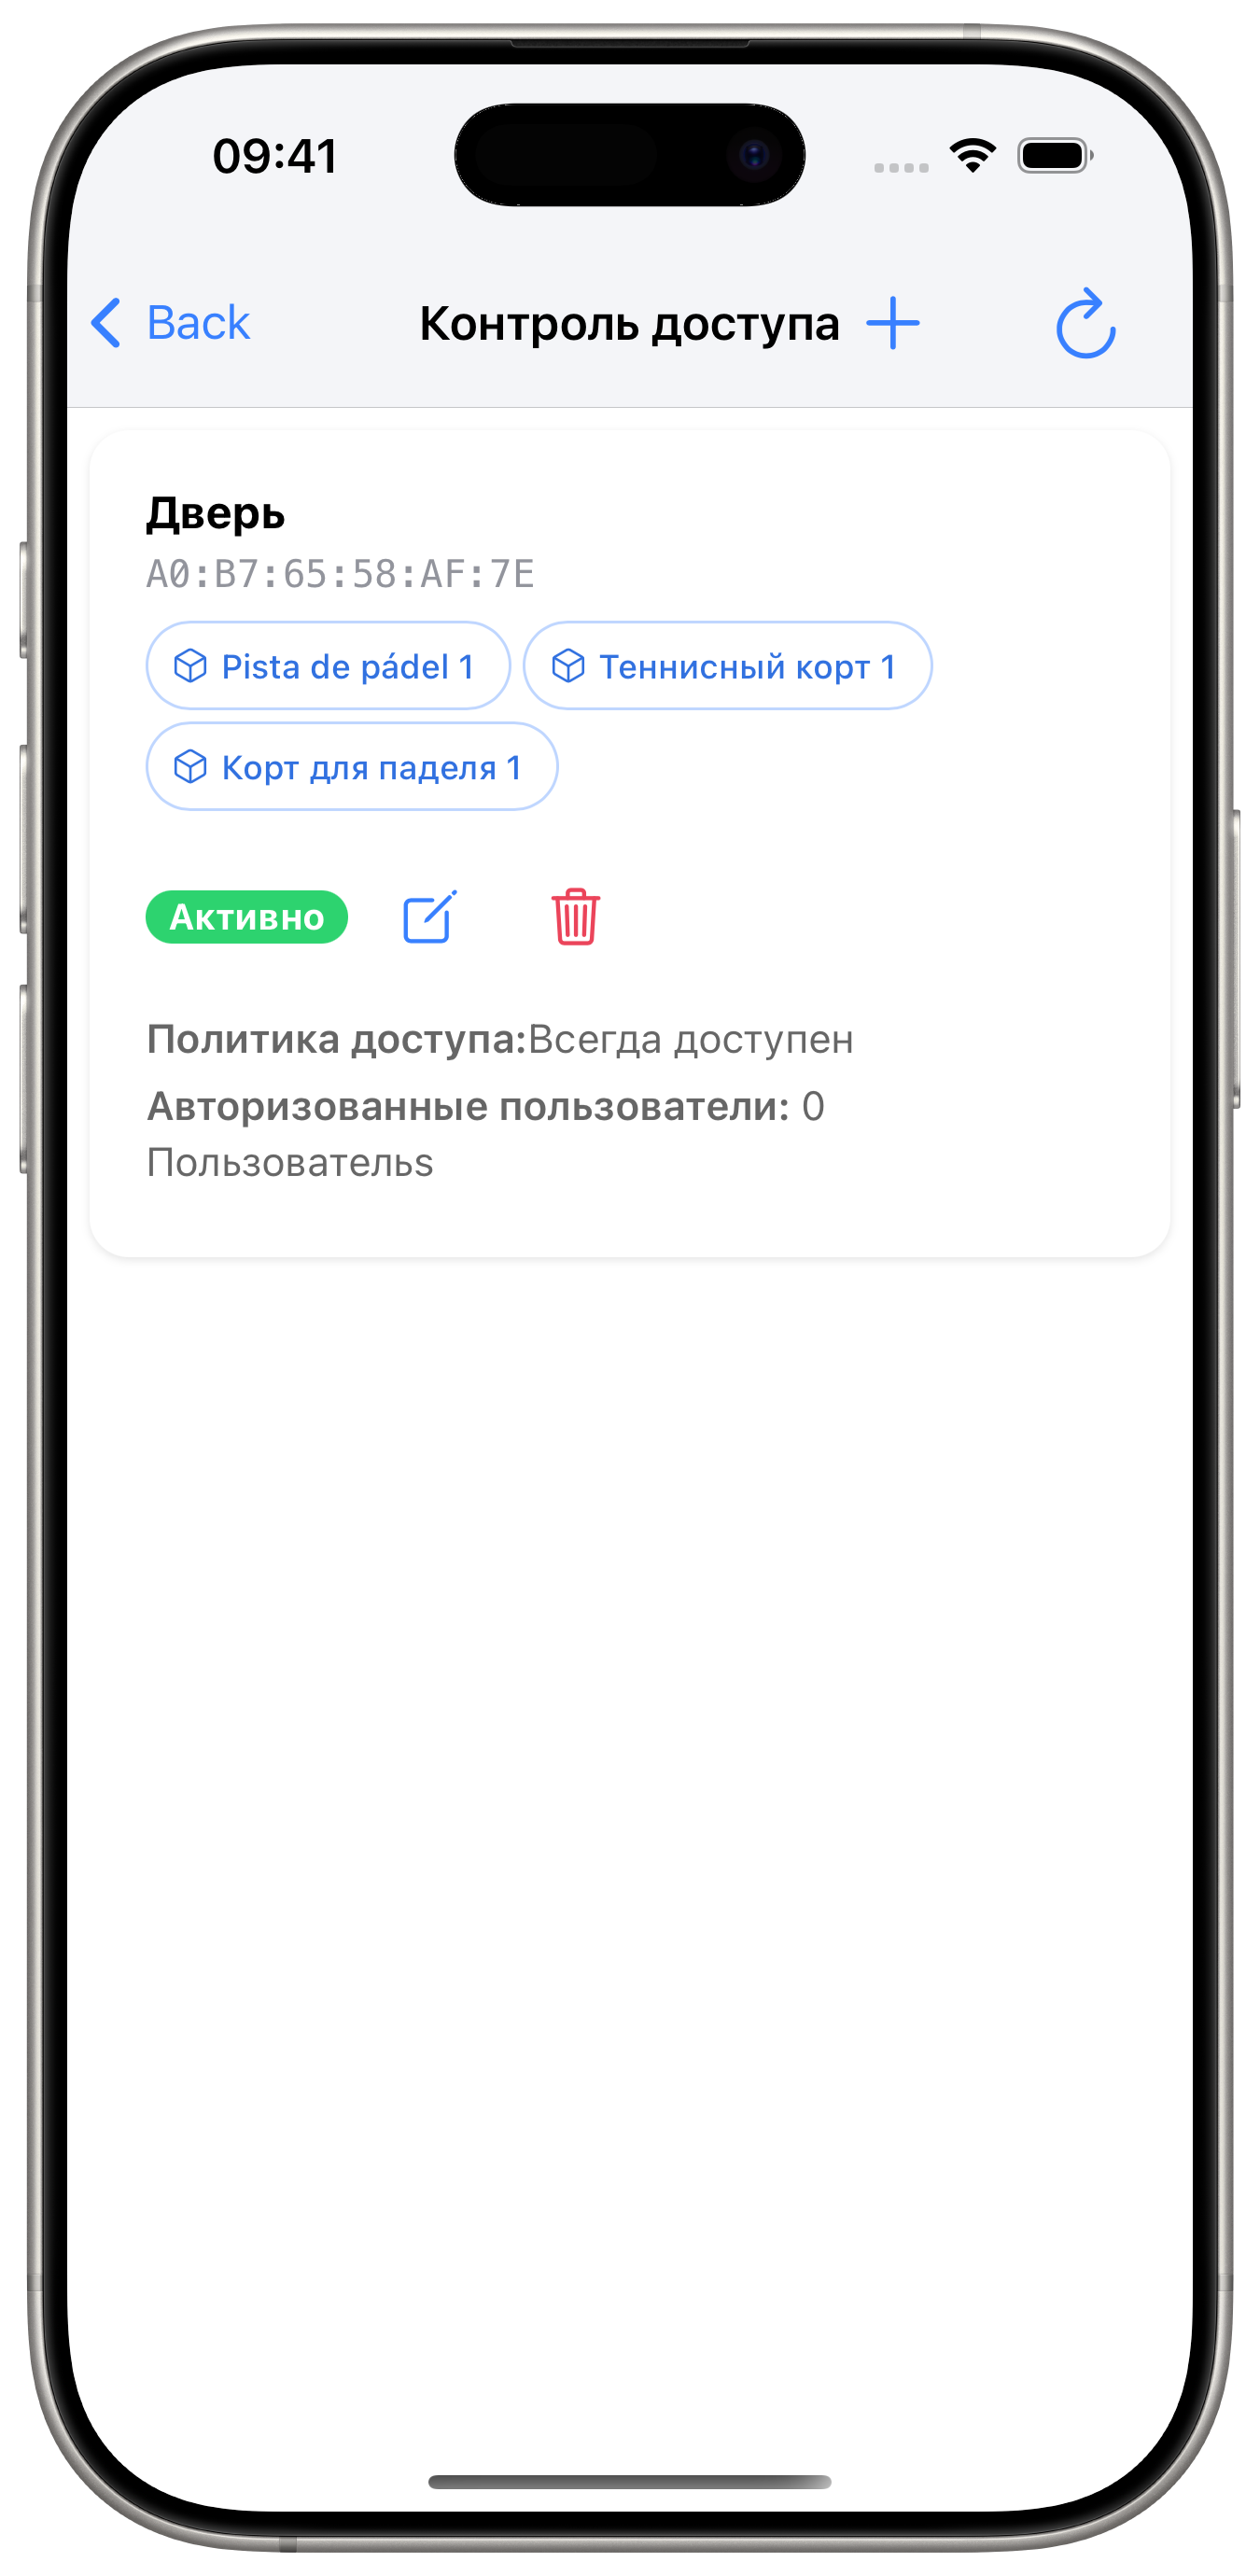 09:41
Back
Контроль доступа
Дверь
A0:B7:65:58:AF:7E
Pista de pádel 1
Теннисный корт 1
Корт для паделя 1
Активно
Политика доступа:Всегда доступен
Авторизованные пользователи: 0
Пользовательs